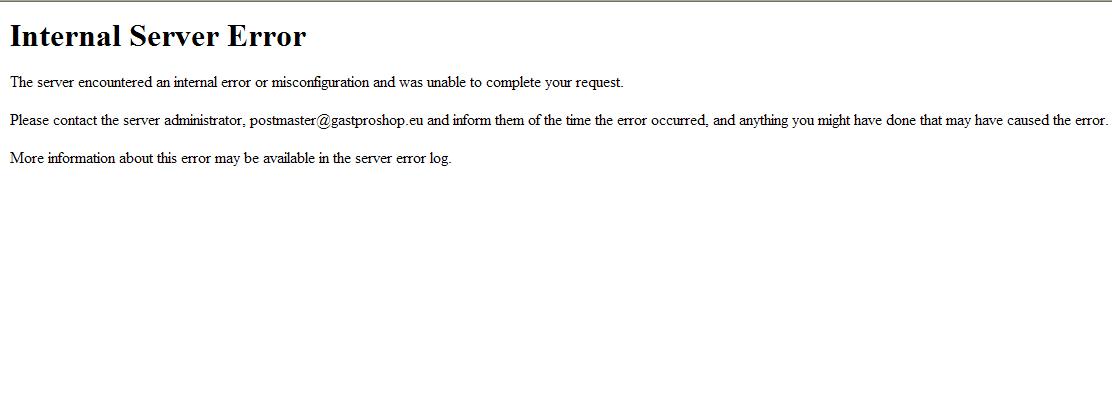 Internal Server Error
The server encountered an internal error or misconfiguration and was unable to complete your request.
Please contact the server administrator, postmaster@gastproshop.eu and inform them of the time the error occurred, and anything you might have done that may have caused the error.
More information about this error may be available in the server error log.